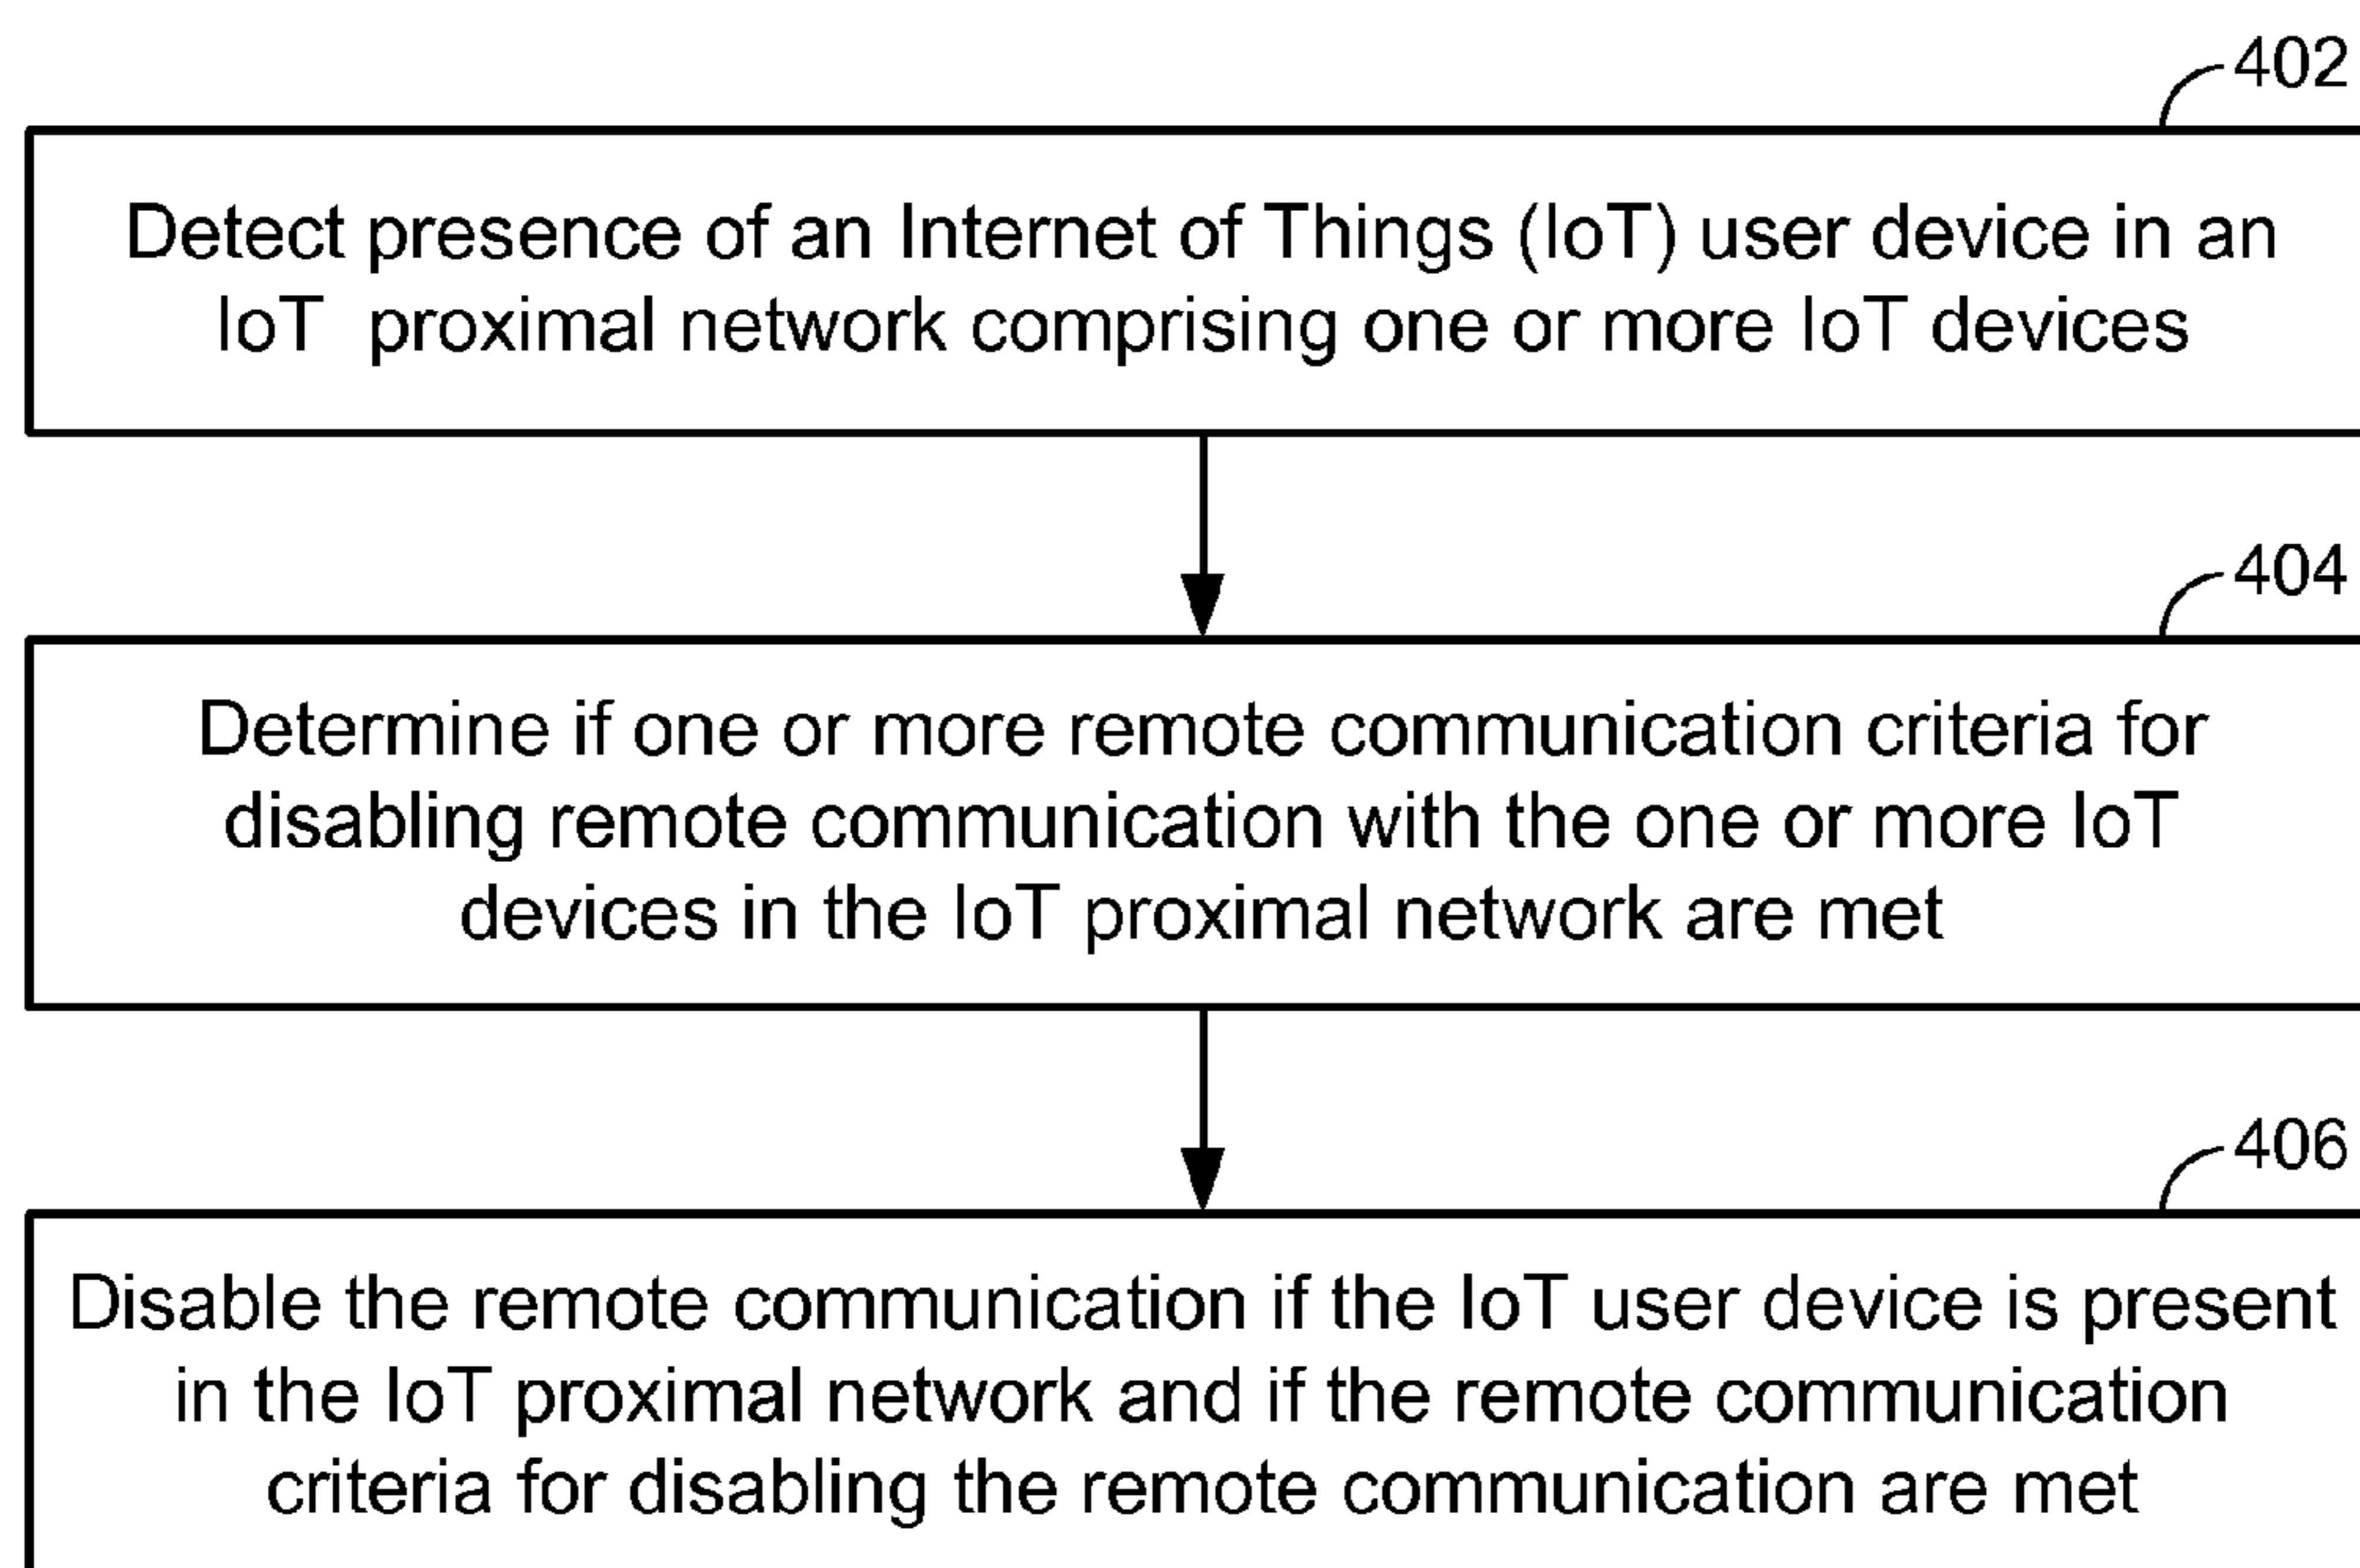 402
Detect presence of an Internet of Things (IoT) user device in an
IoT proximal network comprising one or more IoT devices
404
Determine if one or more remote communication criteria for
disabling remote communication with the one or more IoT
devices in the IoT proximal network are met
406
Disable the remote communication if the IoT user device is present
in the IoT proximal network and if the remote communication
criteria for disabling the remote communication are met